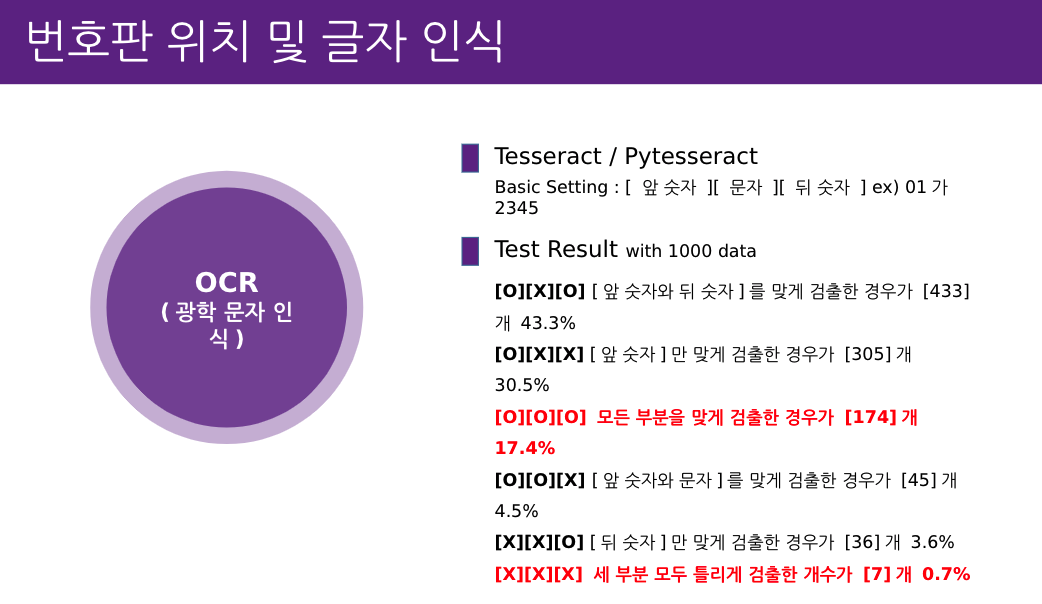 번호판 위치 및 글자 인식
OCR
( 광학 문자 인
식 )
Tesseract / Pytesseract
Basic Setting : [ 앞 숫자 ][ 문자 ][ 뒤 숫자 ] ex) 01 가
2345
Test Result with 1000 data
[O][X][O] [ 앞 숫자와 뒤 숫자 ] 를 맞게 검출한 경우가 [433]
개 43.3%
[O][X][X] [ 앞 숫자 ] 만 맞게 검출한 경우가 [305] 개
30.5%
[O][O][O] 모든 부분을 맞게 검출한 경우가 [174] 개
17.4%
[O][O][X] [ 앞 숫자와 문자 ] 를 맞게 검출한 경우가 [45] 개
4.5%
[X][X][O] [ 뒤 숫자 ] 만 맞게 검출한 경우가 [36] 개 3.6%
[X][X][X] 세 부분 모두 틀리게 검출한 개수가 [7] 개 0.7%